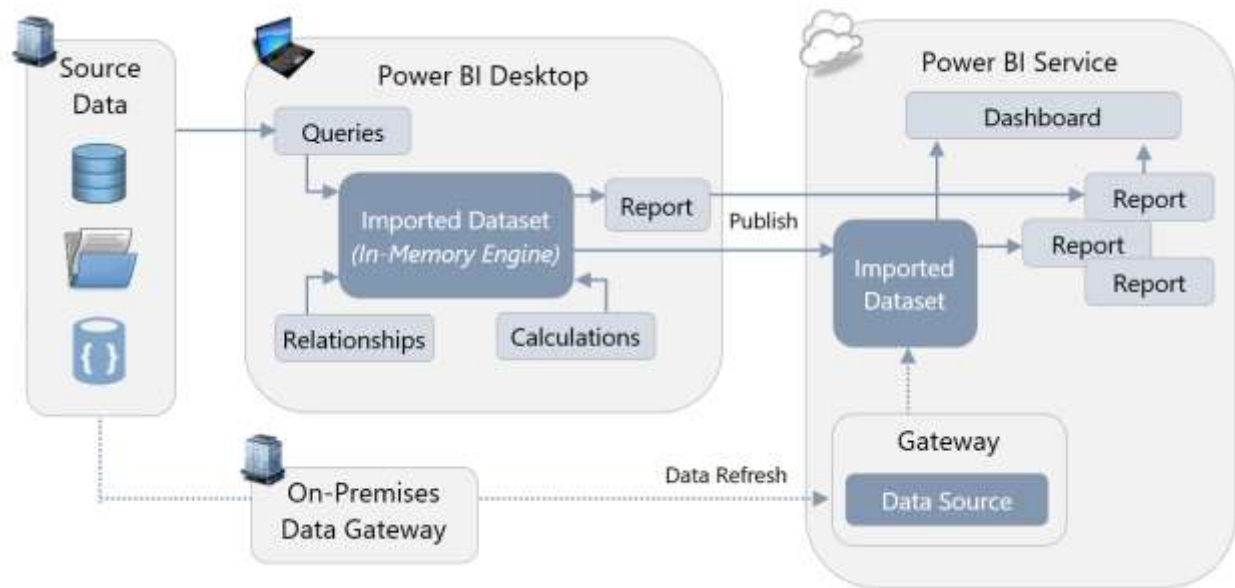 Source
Data
Power BI Desktop
Queries
Imported Dataset
(In-Memory Engine)
Report
Relationships
Calculations
Publish
Power BI Service
Dashboard
Report
Report
Report
Imported
Dataset
Gateway
Data Source
On-Premises
Data Gateway
Data Refresh
{ }